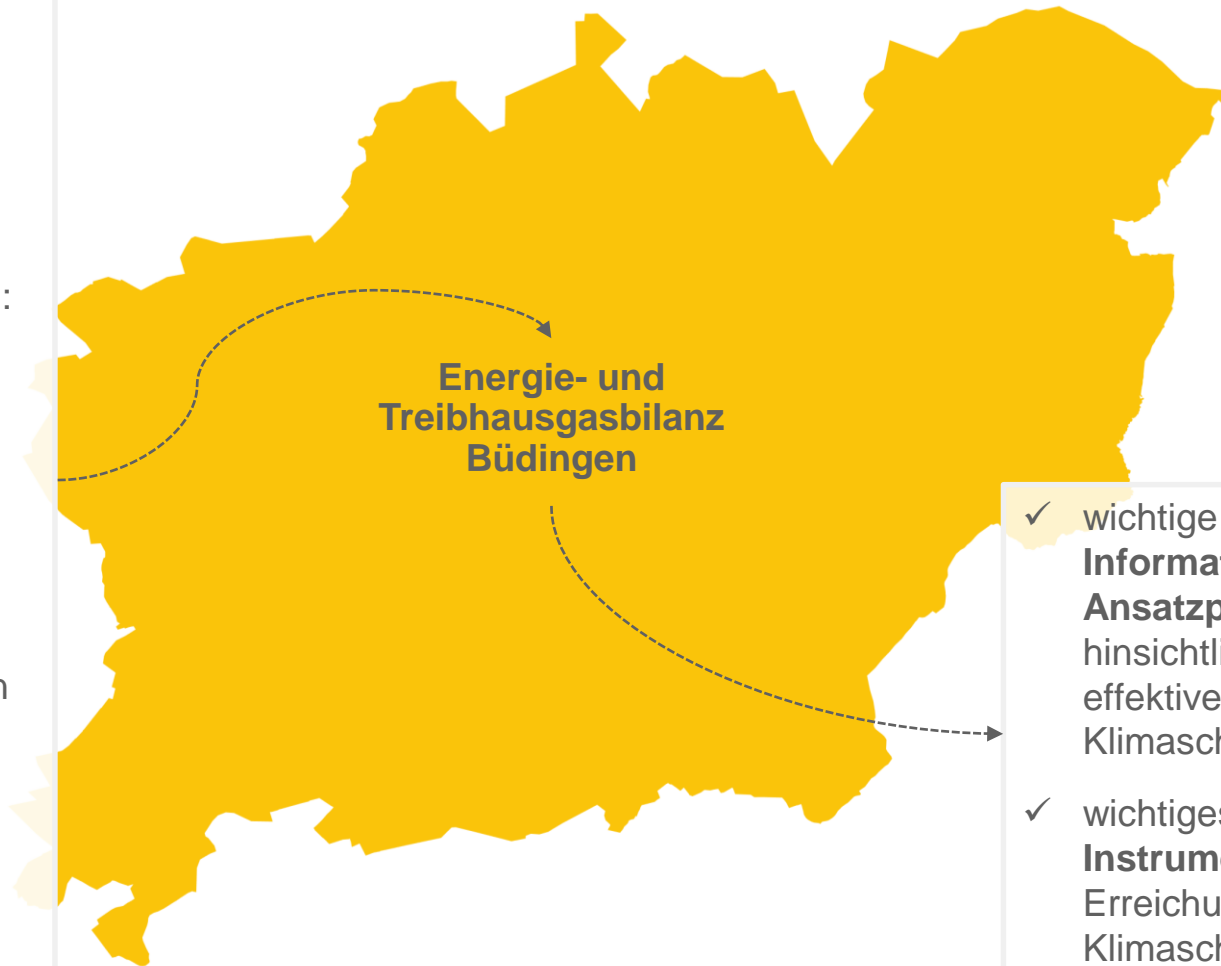 :
n
Energie- und
Treibhausgasbilanz
Büdingen
✓ wichtige
Informat
Ansatzp
hinsichtli
effektive
Klimasch
✓ wichtiges
Instrume
Erreichu
Klimasch